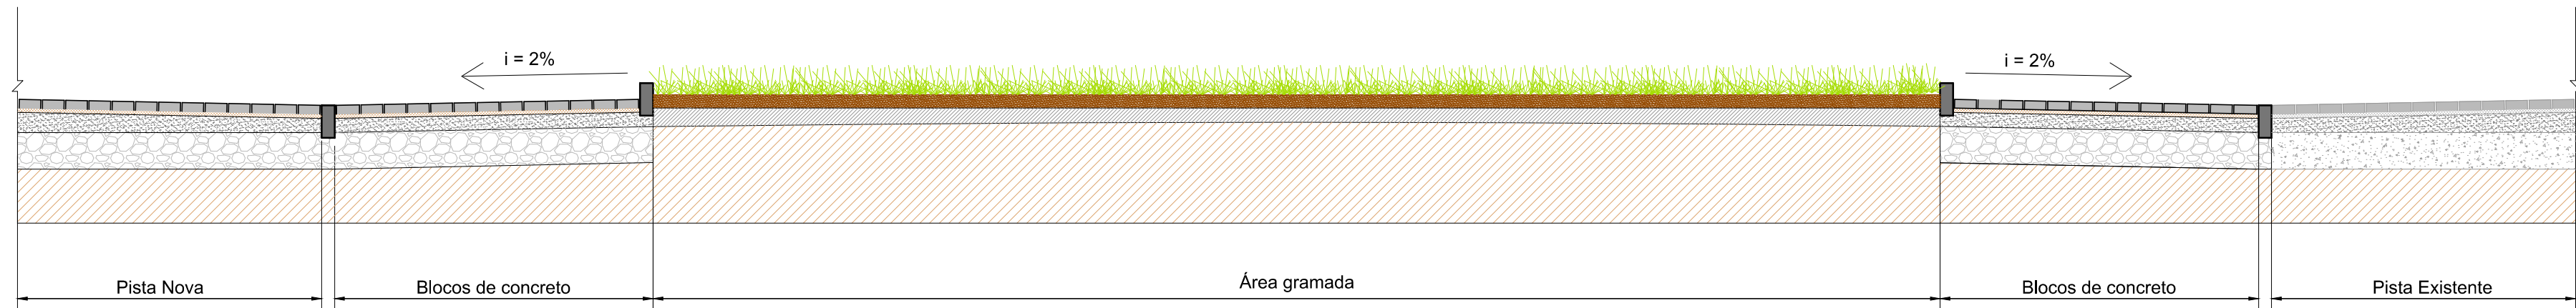 i = 2%
i = 2%
Pista Nova
Blocos de concreto
Área gramada
Blocos de concreto
Pista Existente